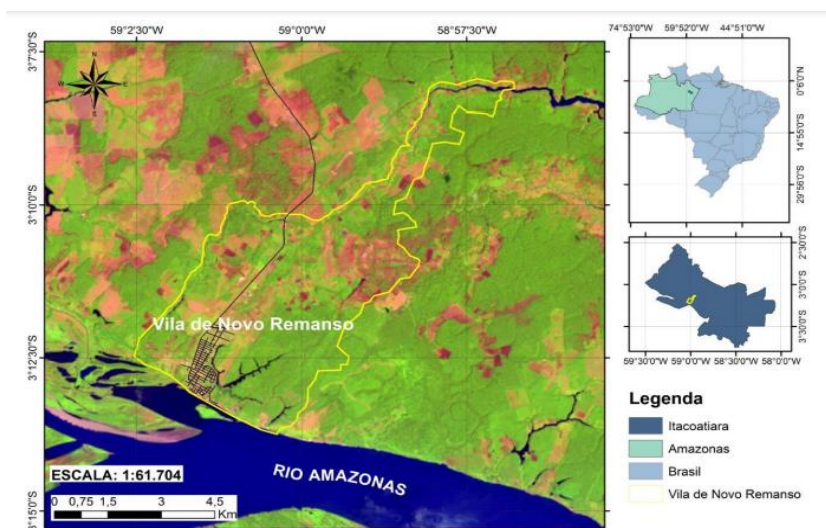 59°2'30"W 59°0'0"W 58°57'30"W
3°7'30"S
3°10'0"S
3°12'30"S
3°15'0"S
N
W E
S
Vila de Novo Remanso
RIO AMAZONAS
ESCALA: 1:61.704
0 0,75 1,5 3 4,5
Km
74°53'0"W 59°52'0"W 44°51'0"W
0°6'0"N
14°55'0"S
29°56'0"S
2°30'0"S
3°0'0"S
3°30'0"S
59°30'0"W 59°0'0"W 58°30'0"W 58°0'0"W
Legenda
Itacoatiara
Amazonas
Brasil
Vila de Novo Remanso